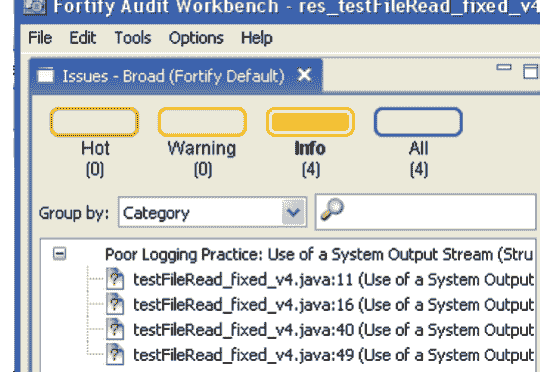 Fortify Audit Workbench - res_testFileRead_fixed_v4
File Edit Tools Options Help
Issues - Broad (Fortify Default)
Hot Warning Info All
(0) (0) (4) (4)
Group by: Category
Poor Logging Practice: Use of a System Output Stream (Stru
testFileRead_fixed_v4.java:11 (Use of a System Output
testFileRead_fixed_v4.java:16 (Use of a System Output
testFileRead_fixed_v4.java:40 (Use of a System Output
testFileRead_fixed_v4.java:49 (Use of a System Output